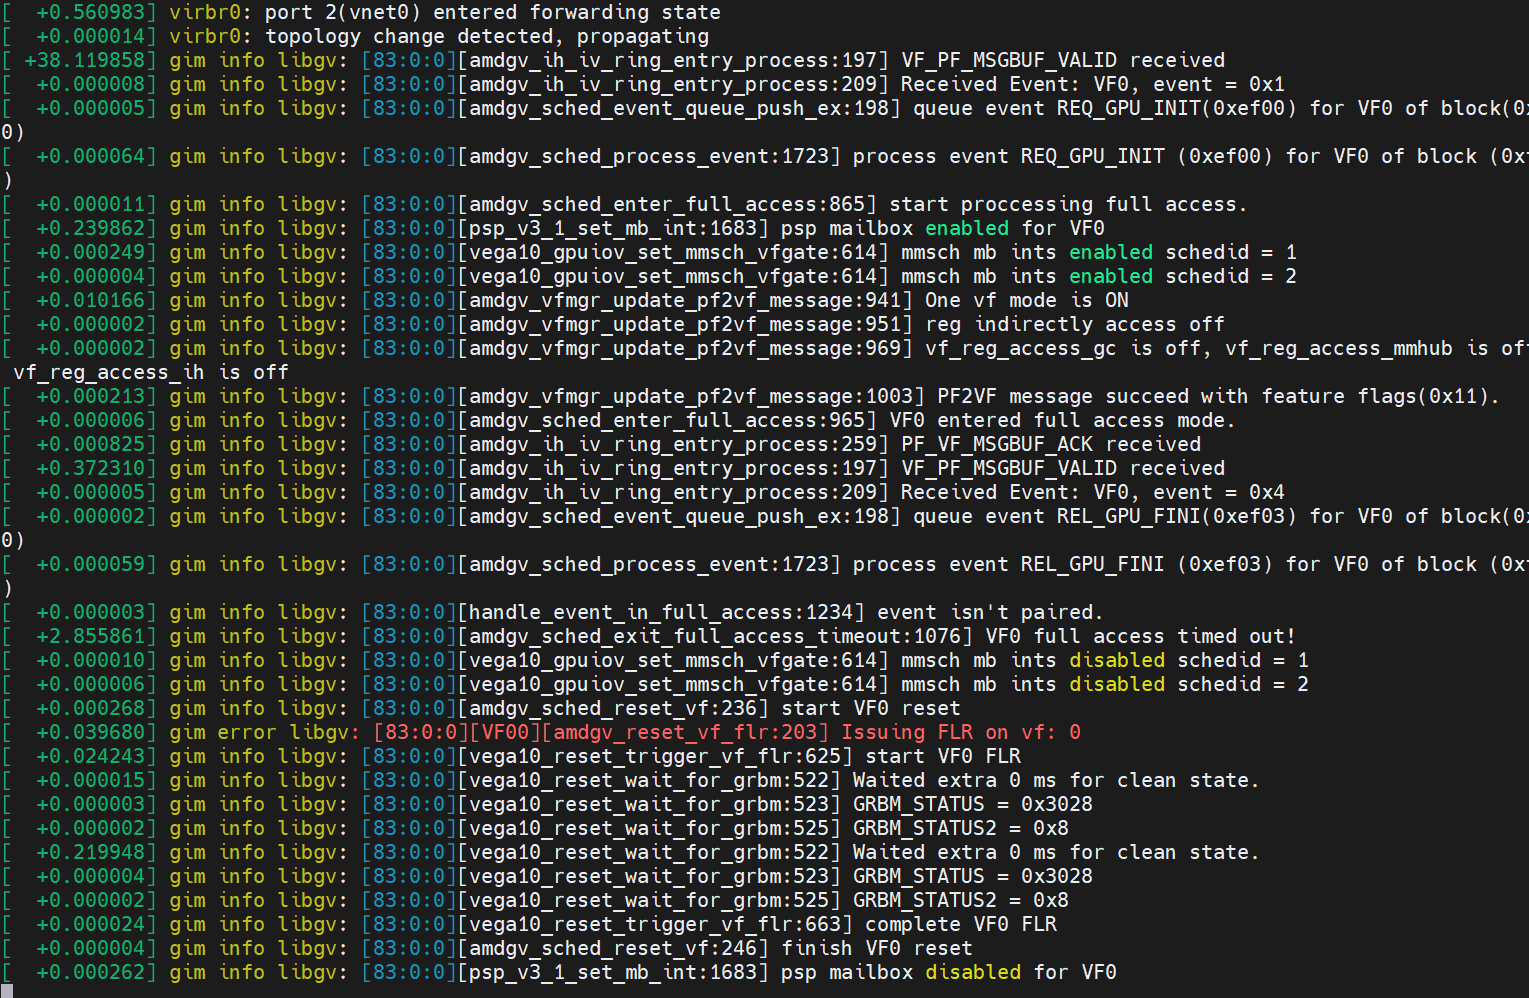 [  +0.560983] virbr0: port 2(vnet0) entered forwarding state
[  +0.000014] virbr0: topology change detected, propagating
[ +38.119858] gim info libgv: [83:0:0][amdgv_ih_iv_ring_entry_process:197] VF_PF_MSGBUF_VALID received
[  +0.000008] gim info libgv: [83:0:0][amdgv_ih_iv_ring_entry_process:209] Received Event: VF0, event = 0x1
[  +0.000005] gim info libgv: [83:0:0][amdgv_sched_event_queue_push_ex:198] queue event REQ_GPU_INIT(0xef00) for VF0 of block(0x
0)
[  +0.000064] gim info libgv: [83:0:0][amdgv_sched_process_event:1723] process event REQ_GPU_INIT (0xef00) for VF0 of block (0x
)
[  +0.000011] gim info libgv: [83:0:0][amdgv_sched_enter_full_access:865] start proccessing full access.
[  +0.239862] gim info libgv: [83:0:0][psp_v3_1_set_mb_int:1683] psp mailbox enabled for VF0
[  +0.000249] gim info libgv: [83:0:0][vega10_gpuiov_set_mmsch_vfgate:614] mmsch mb ints enabled schedid = 1
[  +0.000004] gim info libgv: [83:0:0][vega10_gpuiov_set_mmsch_vfgate:614] mmsch mb ints enabled schedid = 2
[  +0.010166] gim info libgv: [83:0:0][amdgv_vfmgr_update_pf2vf_message:941] One vf mode is ON
[  +0.000002] gim info libgv: [83:0:0][amdgv_vfmgr_update_pf2vf_message:951] reg indirectly access off
[  +0.000002] gim info libgv: [83:0:0][amdgv_vfmgr_update_pf2vf_message:969] vf_reg_access_gc is off, vf_reg_access_mmhub is of
vf_reg_access_ih is off
[  +0.000213] gim info libgv: [83:0:0][amdgv_vfmgr_update_pf2vf_message:1003] PF2VF message succeed with feature flags(0x11).
[  +0.000006] gim info libgv: [83:0:0][amdgv_sched_enter_full_access:965] VF0 entered full access mode.
[  +0.000825] gim info libgv: [83:0:0][amdgv_ih_iv_ring_entry_process:259] PF_VF_MSGBUF_ACK received
[  +0.372310] gim info libgv: [83:0:0][amdgv_ih_iv_ring_entry_process:197] VF_PF_MSGBUF_VALID received
[  +0.000005] gim info libgv: [83:0:0][amdgv_ih_iv_ring_entry_process:209] Received Event: VF0, event = 0x4
[  +0.000002] gim info libgv: [83:0:0][amdgv_sched_event_queue_push_ex:198] queue event REL_GPU_FINI(0xef03) for VF0 of block(0x
0)
[  +0.000059] gim info libgv: [83:0:0][amdgv_sched_process_event:1723] process event REL_GPU_FINI (0xef03) for VF0 of block (0x
)
[  +0.000003] gim info libgv: [83:0:0][handle_event_in_full_access:1234] event isn't paired.
[  +2.855861] gim info libgv: [83:0:0][amdgv_sched_exit_full_access_timeout:1076] VF0 full access timed out!
[  +0.000010] gim info libgv: [83:0:0][vega10_gpuiov_set_mmsch_vfgate:614] mmsch mb ints disabled schedid = 1
[  +0.000006] gim info libgv: [83:0:0][vega10_gpuiov_set_mmsch_vfgate:614] mmsch mb ints disabled schedid = 2
[  +0.000268] gim info libgv: [83:0:0][amdgv_sched_reset_vf:236] start VF0 reset
[  +0.039680] gim error libgv: [83:0:0][VF00][amdgv_reset_vf_flr:203] Issuing FLR on vf: 0
[  +0.024243] gim info libgv: [83:0:0][vega10_reset_trigger_vf_flr:625] start VF0 FLR
[  +0.000015] gim info libgv: [83:0:0][vega10_reset_wait_for_grbm:522] Waited extra 0 ms for clean state.
[  +0.000003] gim info libgv: [83:0:0][vega10_reset_wait_for_grbm:523] GRBM_STATUS = 0x3028
[  +0.000002] gim info libgv: [83:0:0][vega10_reset_wait_for_grbm:525] GRBM_STATUS2 = 0x8
[  +0.219948] gim info libgv: [83:0:0][vega10_reset_wait_for_grbm:522] Waited extra 0 ms for clean state.
[  +0.000004] gim info libgv: [83:0:0][vega10_reset_wait_for_grbm:523] GRBM_STATUS = 0x3028
[  +0.000002] gim info libgv: [83:0:0][vega10_reset_wait_for_grbm:525] GRBM_STATUS2 = 0x8
[  +0.000024] gim info libgv: [83:0:0][vega10_reset_trigger_vf_flr:663] complete VF0 FLR
[  +0.000004] gim info libgv: [83:0:0][amdgv_sched_reset_vf:246] finish VF0 reset
[  +0.000262] gim info libgv: [83:0:0][psp_v3_1_set_mb_int:1683] psp mailbox disabled for VF0